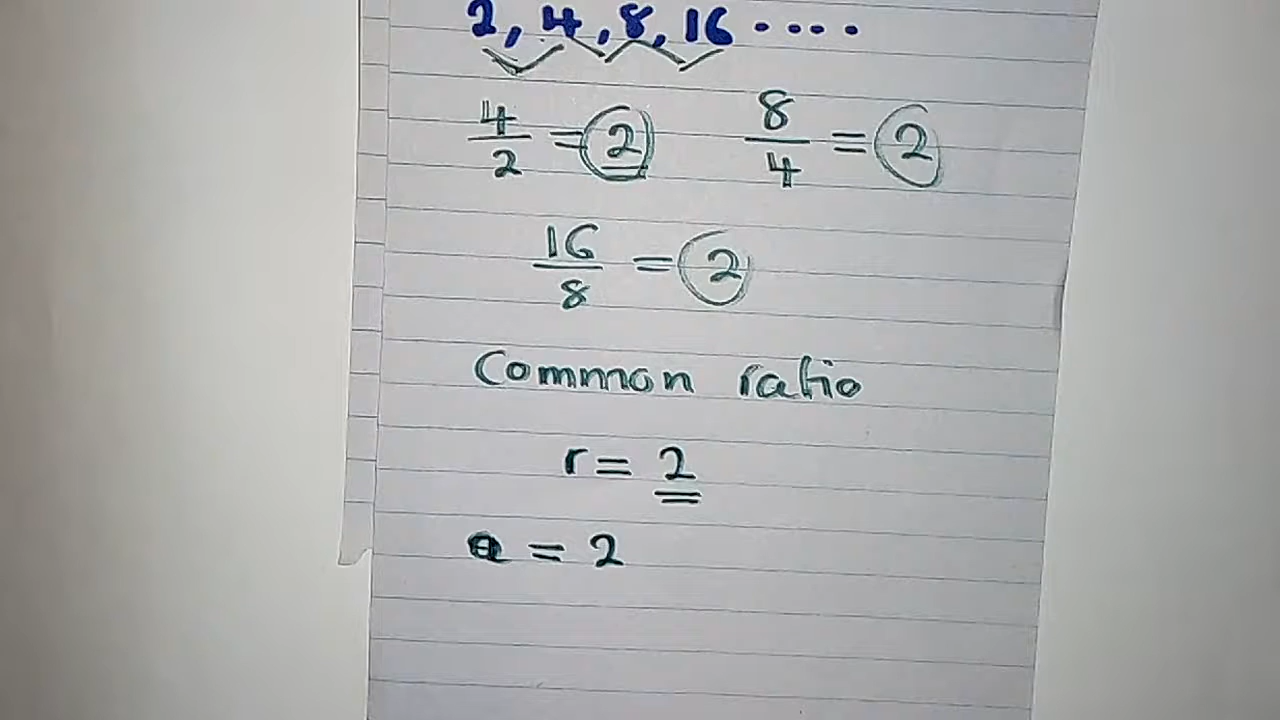 2, 4, 8, 16 ....
4/2 = 2 8/4 = 2
16/8 = 2
Common ratio
r = 2
a = 2